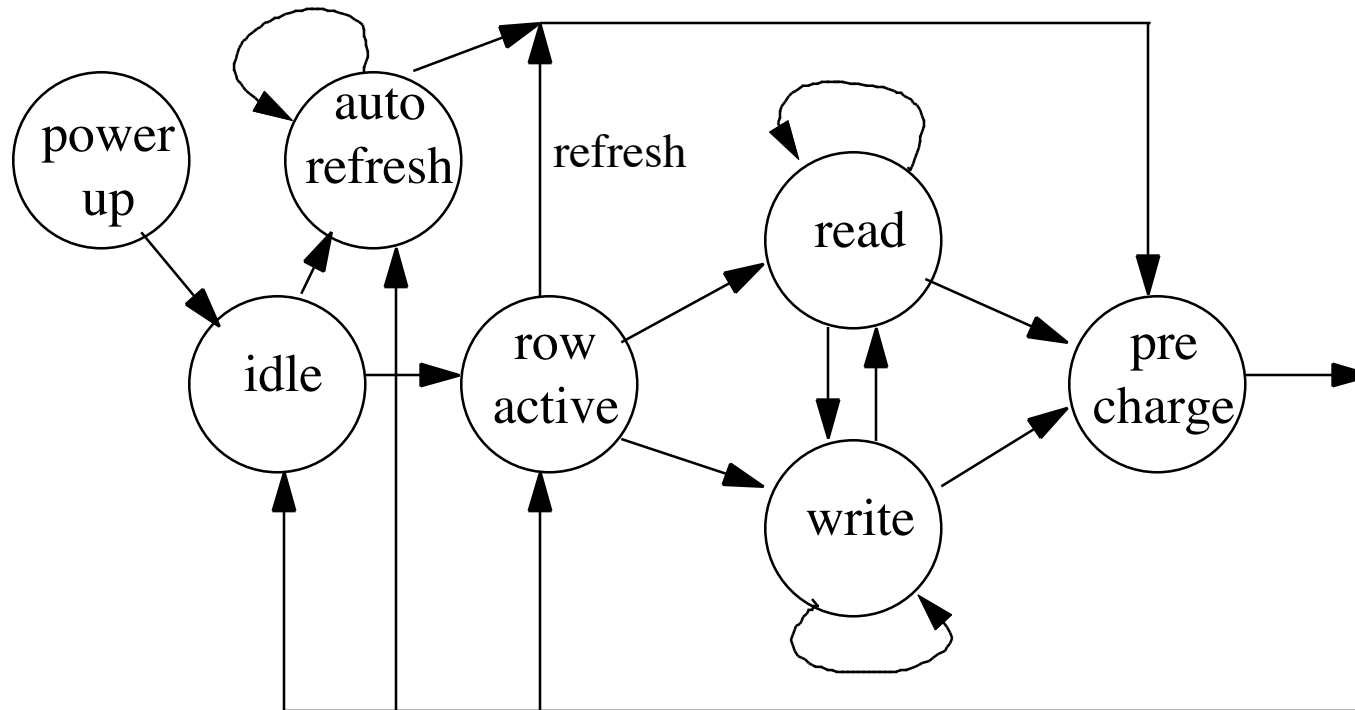 power
up
auto
refresh
refresh
idle
row
active
read
write
pre
charge